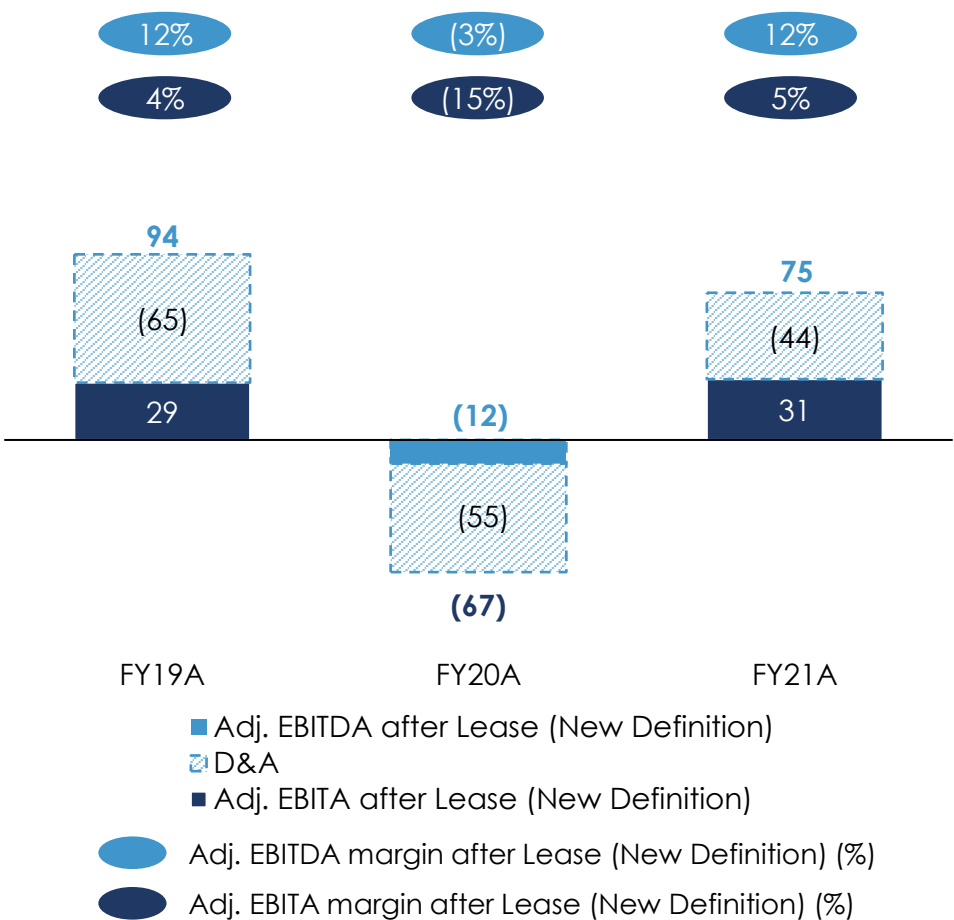 12% (3%) 12%
4% (15%) 5%
94
75
(65)
(44)
29
(12)
31
(55)
(67)
FY19A FY20A FY21A
Adj. EBITDA after Lease (New Definition)
D&A
Adj. EBITA after Lease (New Definition)
Adj. EBITDA margin after Lease (New Definition) (%)
Adj. EBITA margin after Lease (New Definition) (%)